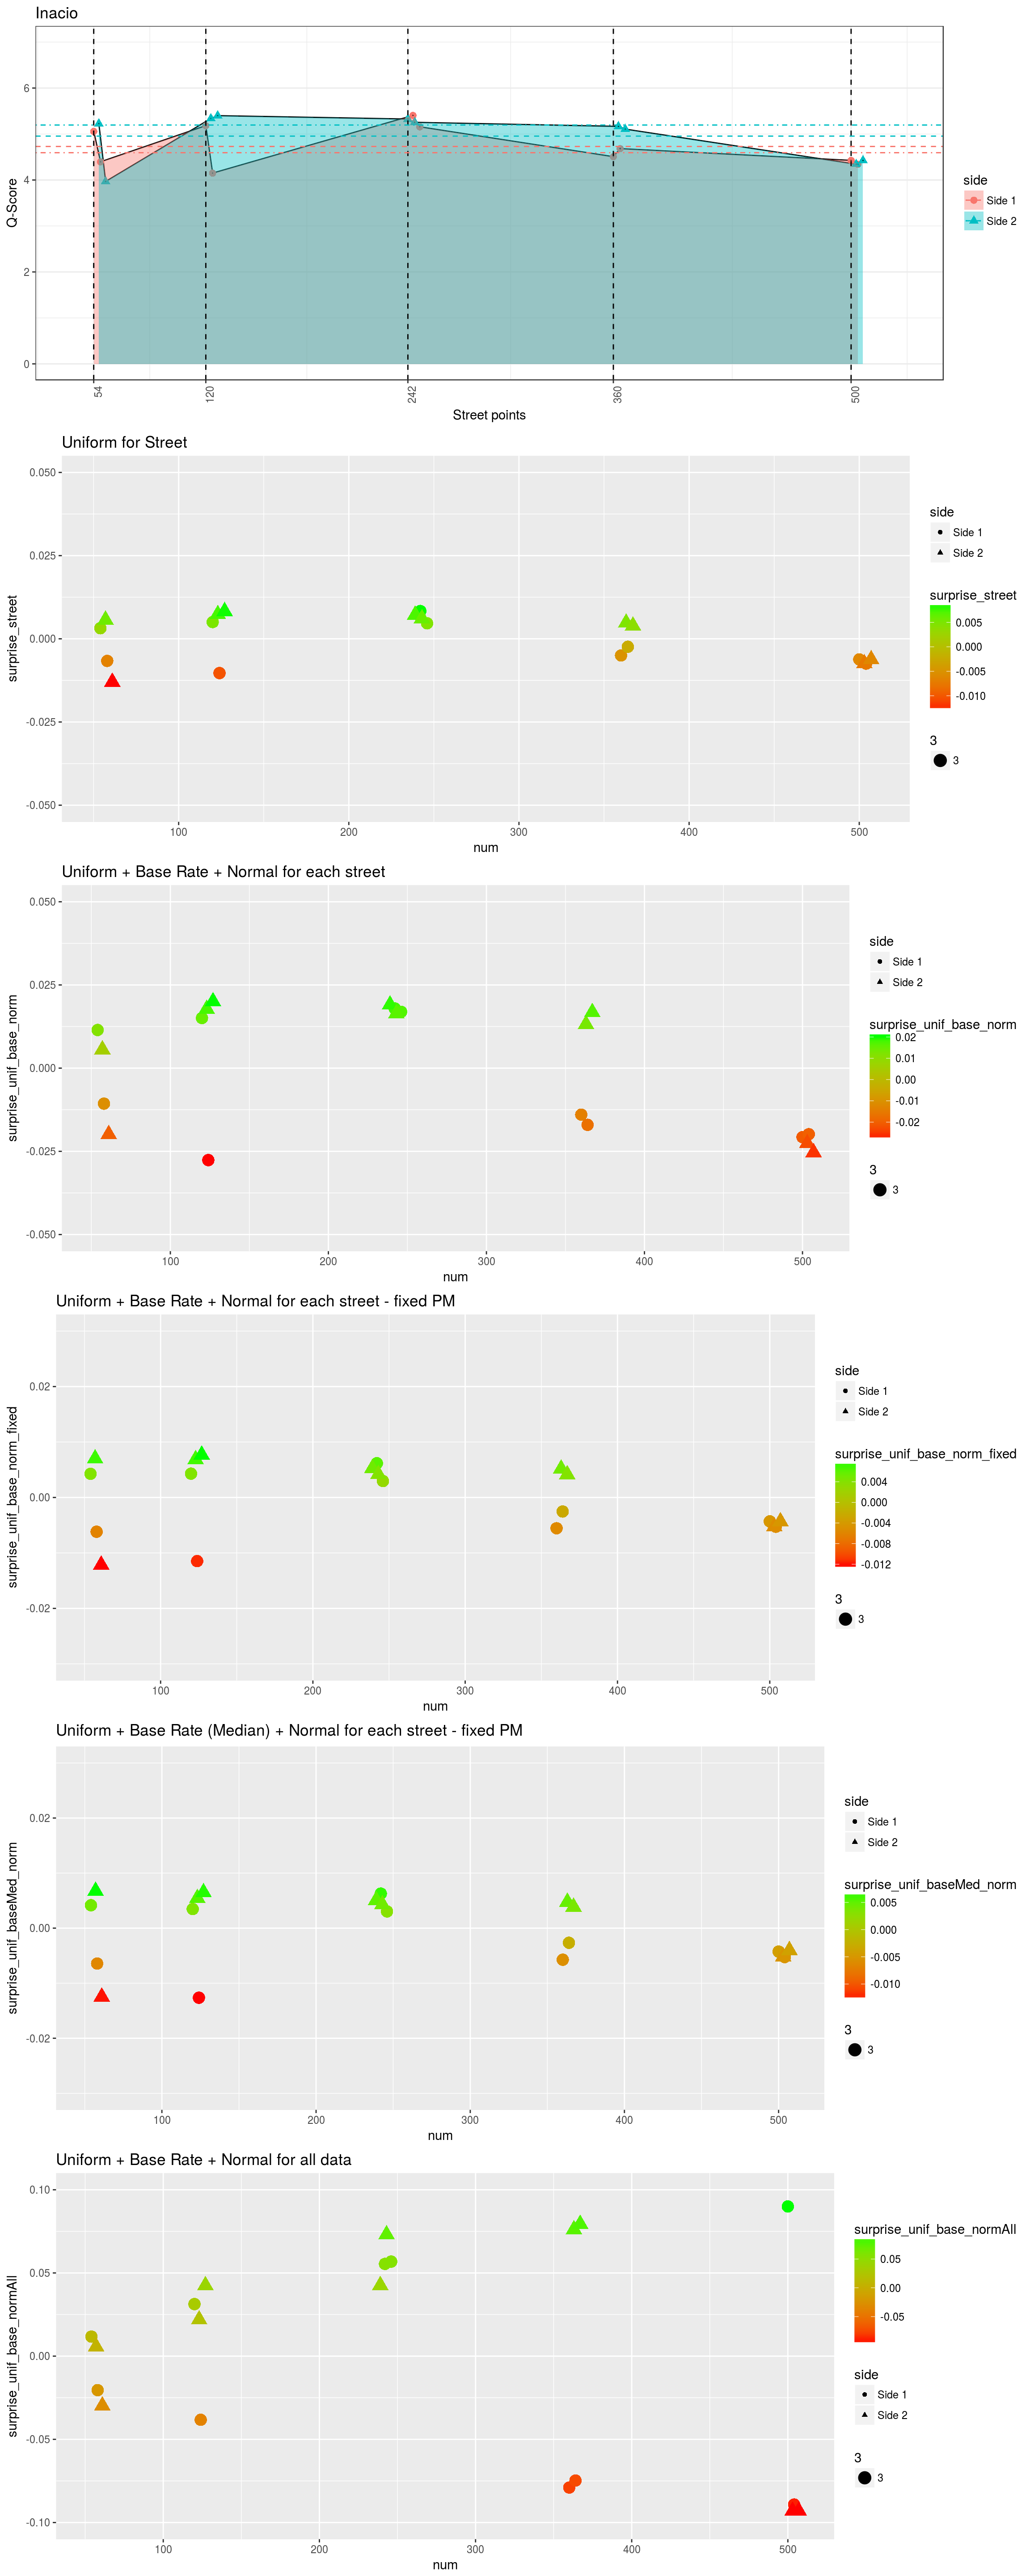 Inacio
6
4
2
0
Q-Score
54
120
242
360
500
Street points
side
Side 1
Side 2
Uniform for Street
0.050
0.025
0.000
-0.025
-0.050
surprise_street
100
200
300
400
500
num
side
Side 1
Side 2
surprise_street
0.005
0.000
-0.005
-0.010
3
3
Uniform + Base Rate + Normal for each street
0.050
0.025
0.000
-0.025
-0.050
surprise_unif_base_norm
100
200
300
400
500
num
side
Side 1
Side 2
surprise_unif_base_norm
0.02
0.01
0.00
-0.01
-0.02
3
3
Uniform + Base Rate + Normal for each street - fixed PM
0.02
0.00
-0.02
surprise_unif_base_norm_fixed
100
200
300
400
500
num
side
Side 1
Side 2
surprise_unif_base_norm_fixed
0.004
0.000
-0.004
-0.008
-0.012
3
3
Uniform + Base Rate (Median) + Normal for each street - fixed PM
0.02
0.00
-0.02
surprise_unif_baseMed_norm
100
200
300
400
500
num
side
Side 1
Side 2
surprise_unif_baseMed_norm
0.005
0.000
-0.005
-0.010
3
3
Uniform + Base Rate + Normal for all data
0.10
0.05
0.00
-0.05
-0.10
surprise_unif_base_normAll
100
200
300
400
500
num
surprise_unif_base_normAll
0.05
0.00
-0.05
side
Side 1
Side 2
3
3